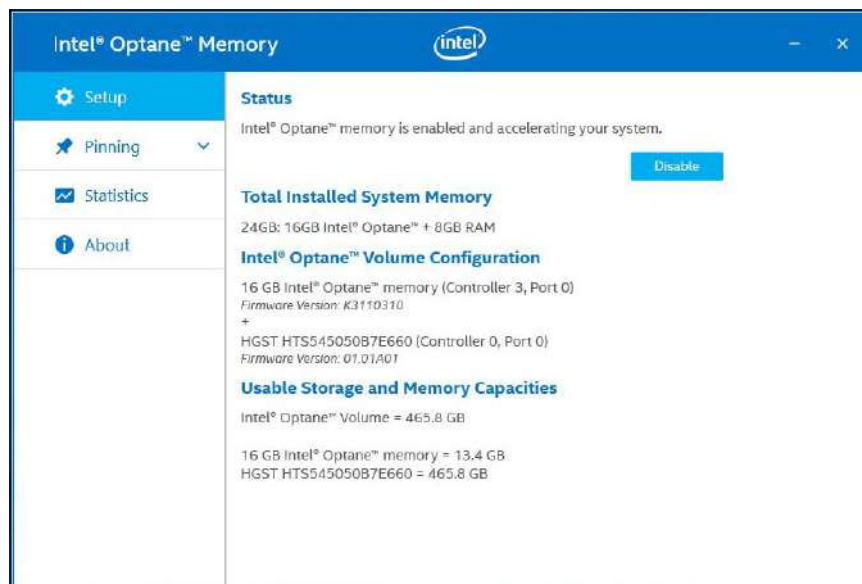 Intel® Optane™ Memory
intel
Setup
Pinning
Statistics
About
Status
Intel® Optane™ memory is enabled and accelerating your system.
Disable
Total Installed System Memory
24GB: 16GB Intel® Optane™ + 8GB RAM
Intel® Optane™ Volume Configuration
16 GB Intel® Optane™ memory (Controller 3, Port 0)
Firmware Version: K3110310
+
HGST HTS545050B7E660 (Controller 0, Port 0)
Firmware Version: 01.01A01
Usable Storage and Memory Capacities
Intel® Optane™ Volume = 465.8 GB
16 GB Intel® Optane™ memory = 13.4 GB
HGST HTS545050B7E660 = 465.8 GB